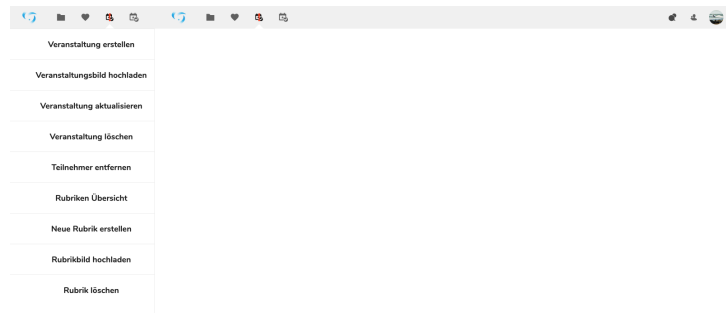 Veranstaltung erstellen
Veranstaltungsbild hochladen
Veranstaltung aktualisieren
Veranstaltung löschen
Teilnehmer entfernen
Rubriken Übersicht
Neue Rubrik erstellen
Rubrikbild hochladen
Rubrik löschen